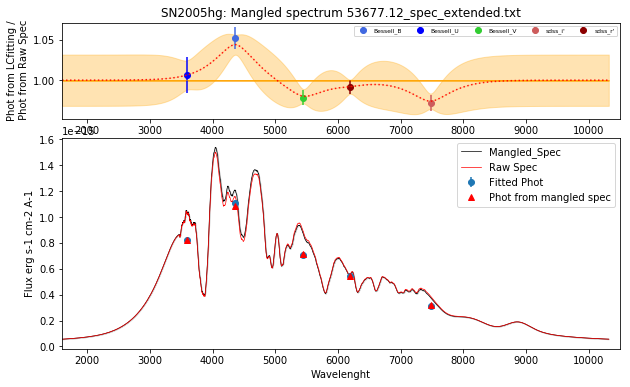 SN2005hg: Mangled spectrum 53677.12_spec_extended.txt
Phot from LCfitting /
Phot from Raw Spec
1.05
1.00
Bessell_B
Bessell_U
Bessell_V
sdss_i'
sdss_r'
2000 3000 4000 5000 6000 7000 8000 9000 10000
1e−15
Flux erg s-1 cm-2 A-1
1.6
1.4
1.2
1.0
0.8
0.6
0.4
0.2
0.0
Mangled_Spec
Raw Spec
Fitted Phot
Phot from mangled spec
2000 3000 4000 5000 6000 7000 8000 9000 10000
Wavelenght